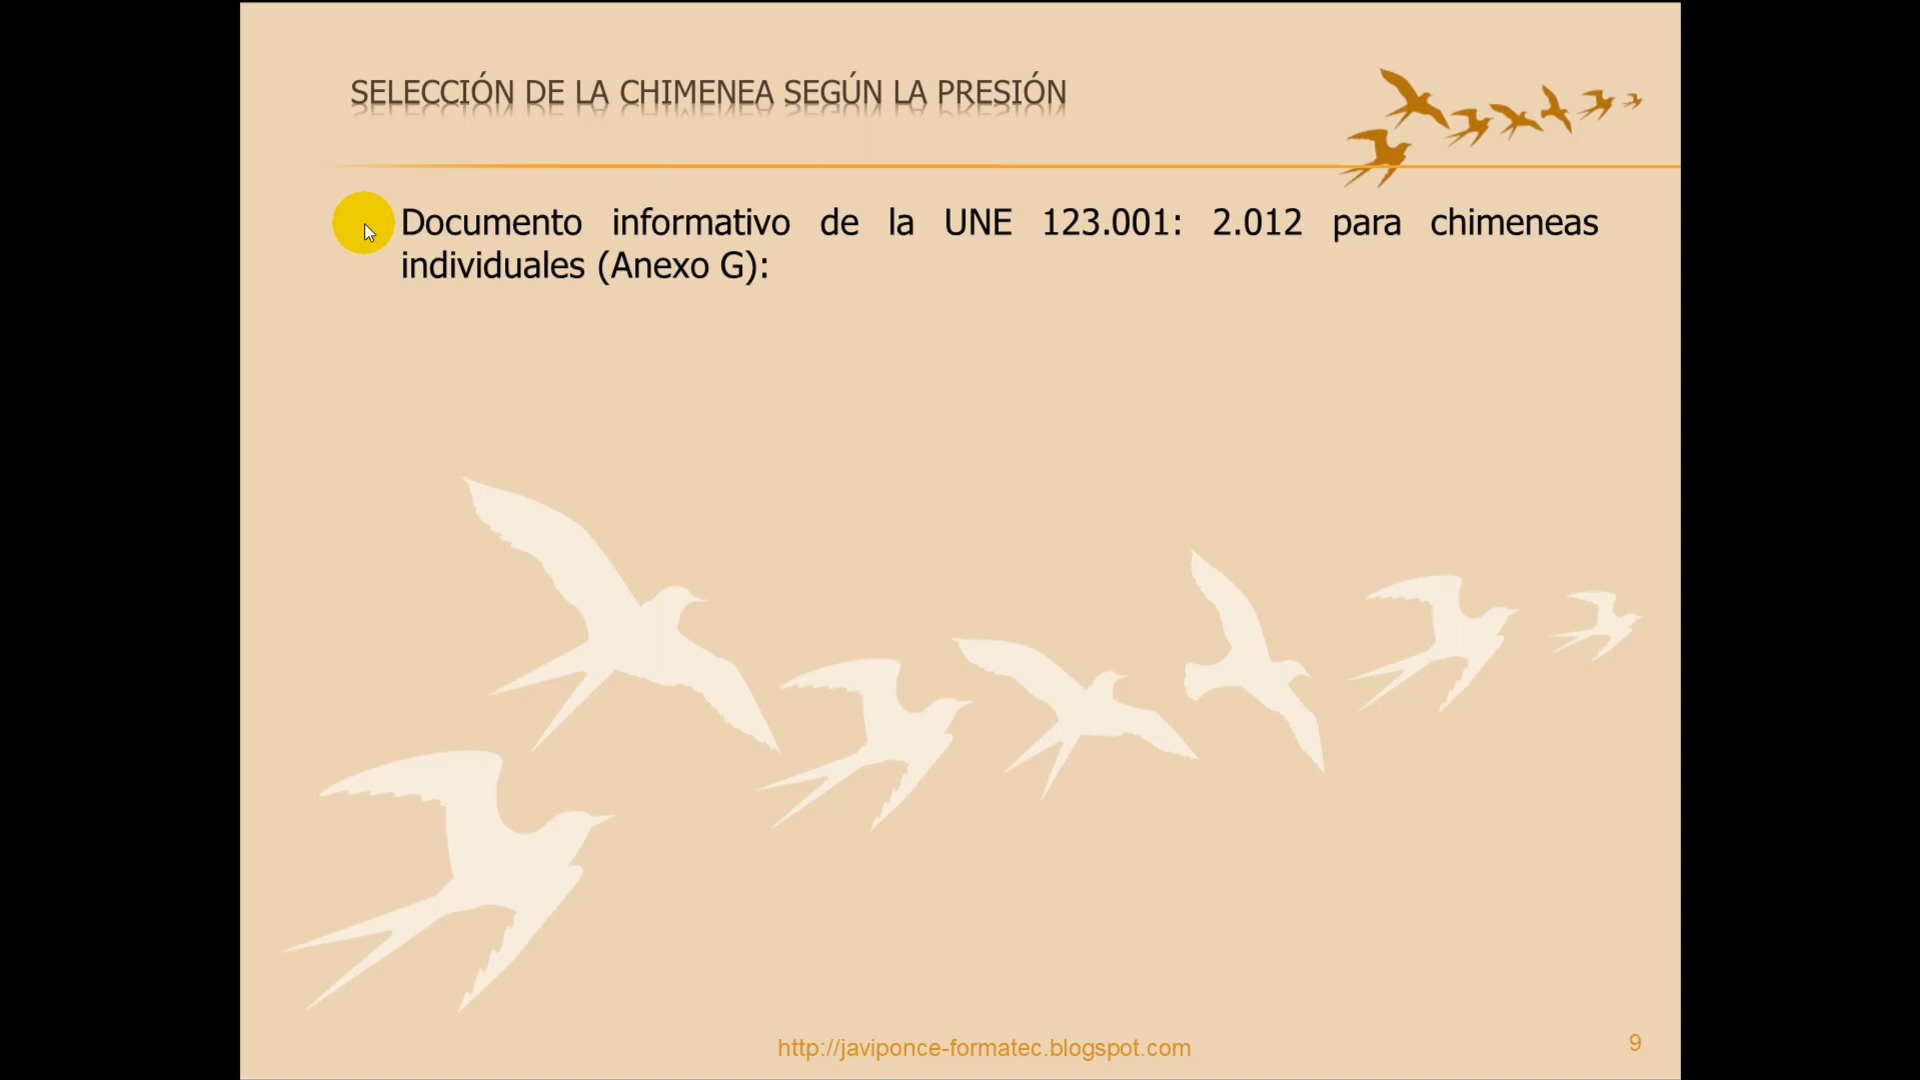 SELECCIÓN DE LA CHIMENEA SEGÚN LA PRESIÓN
Documento informativo de la UNE 123.001: 2.012 para chimeneas
individuales (Anexo G):
http://javiponce-formatec.blogspot.com
9